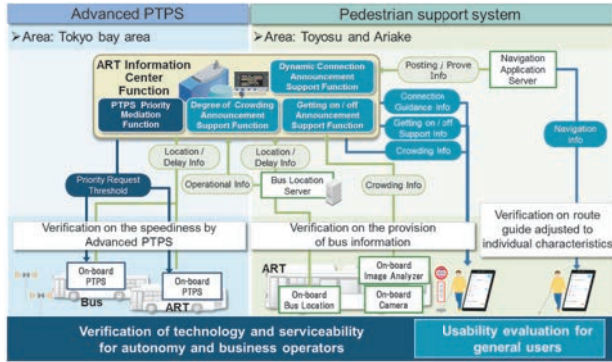 Advanced PTPS
Pedestrian support system
➢Area: Tokyo bay area
➢Area: Toyosu and Ariake
ART Information
Center
Function
Dynamic Connection
Announcement
Support Function
Posting / Prove
Info
Navigation
Application
Server
PTPS Priority
Mediation
Function
Degree of Crowding
Announcement
Support Function
Getting on / off
Announcement
Support Function
Connection
Guidance Info
Getting on / off
Support Info
Crowding Info
Navigation
Info
Location /
Delay Info
Location /
Delay Info
Priority Request
Threshold
Operational Info
Bus Location
Server
Crowding Info
Verification on the speediness by
Advanced PTPS
Verification on the provision
of bus information
Verification on route
guide adjusted to
individual characteristics
On-board
PTPS
Bus
On-board
PTPS
ART
ART
On-board
Bus Location
On-board
Image Analyzer
On-board
Camera
Verification of technology and serviceability
for autonomy and business operators
Usability evaluation for
general users